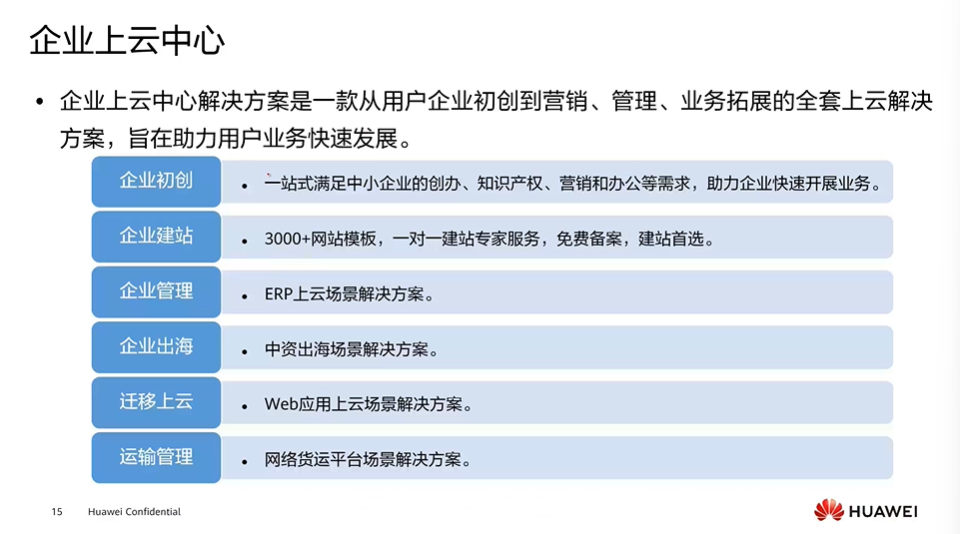 企业上云中心
• 企业上云中心解决方案是一款从用户企业初创到营销、管理、业务拓展的全套上云解决
方案，旨在助力用户业务快速发展。
企业初创
• 一站式满足中小企业的创办、知识产权、营销和办公等需求，助力企业快速开展业务。
企业建站
• 3000+网站模板，一对一建站专家服务，免费备案，建站首选。
企业管理
• ERP上云场景解决方案。
企业出海
• 中资出海场景解决方案。
迁移上云
• Web应用上云场景解决方案。
运输管理
• 网络货运平台场景解决方案。
15 Huawei Confidential
HUAWEI